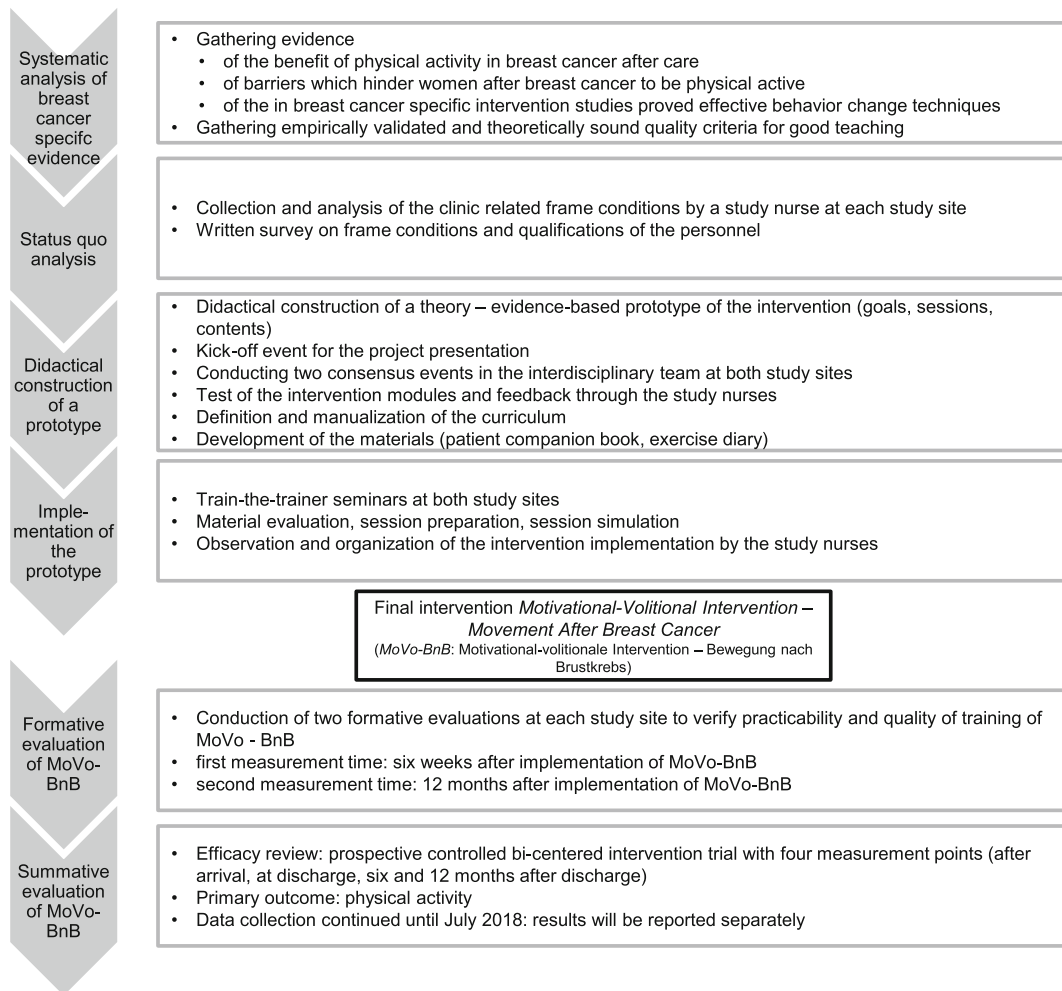 Systematic
analysis of
breast
cancer
specifc
evidence
• Gathering evidence
• of the benefit of physical activity in breast cancer after care
• of barriers which hinder women after breast cancer to be physical active
• of the in breast cancer specific intervention studies proved effective behavior change techniques
• Gathering empirically validated and theoretically sound quality criteria for good teaching
Status quo
analysis
• Collection and analysis of the clinic related frame conditions by a study nurse at each study site
• Written survey on frame conditions and qualifications of the personnel
Didactical
construction
of a
prototype
• Didactical construction of a theory – evidence-based prototype of the intervention (goals, sessions,
contents)
• Kick-off event for the project presentation
• Conducting two consensus events in the interdisciplinary team at both study sites
• Test of the intervention modules and feedback through the study nurses
• Definition and manualization of the curriculum
• Development of the materials (patient companion book, exercise diary)
Imple-
mentation of
the
prototype
• Train-the-trainer seminars at both study sites
• Material evaluation, session preparation, session simulation
• Observation and organization of the intervention implementation by the study nurses
Final intervention Motivational-Volitional Intervention –
Movement After Breast Cancer
(MoVo-BnB: Motivational-volitionale Intervention – Bewegung nach
Brustkrebs)
Formative
evaluation
of MoVo-
BnB
• Conduction of two formative evaluations at each study site to verify practicability and quality of training of
MoVo - BnB
• first measurement time: six weeks after implementation of MoVo-BnB
• second measurement time: 12 months after implementation of MoVo-BnB
Summative
evaluation
of MoVo-
BnB
• Efficacy review: prospective controlled bi-centered intervention trial with four measurement points (after
arrival, at discharge, six and 12 months after discharge)
• Primary outcome: physical activity
• Data collection continued until July 2018: results will be reported separately